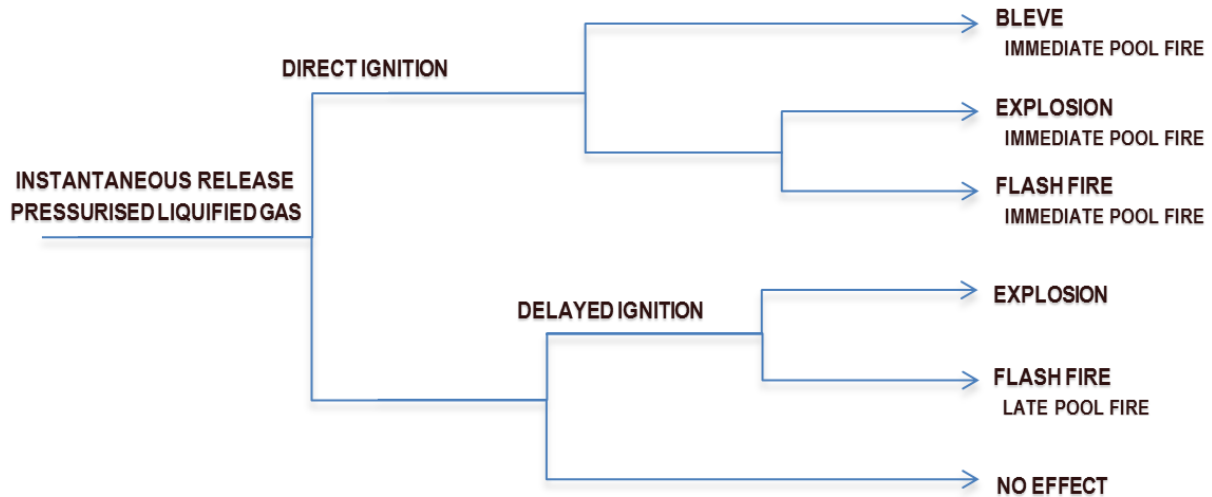 BLEVE
IMMEDIATE POOL FIRE
DIRECT IGNITION
EXPLOSION
IMMEDIATE POOL FIRE
INSTANTANEOUS RELEASE
PRESSURISED LIQUIFIED GAS
FLASH FIRE
IMMEDIATE POOL FIRE
EXPLOSION
DELAYED IGNITION
FLASH FIRE
LATE POOL FIRE
NO EFFECT